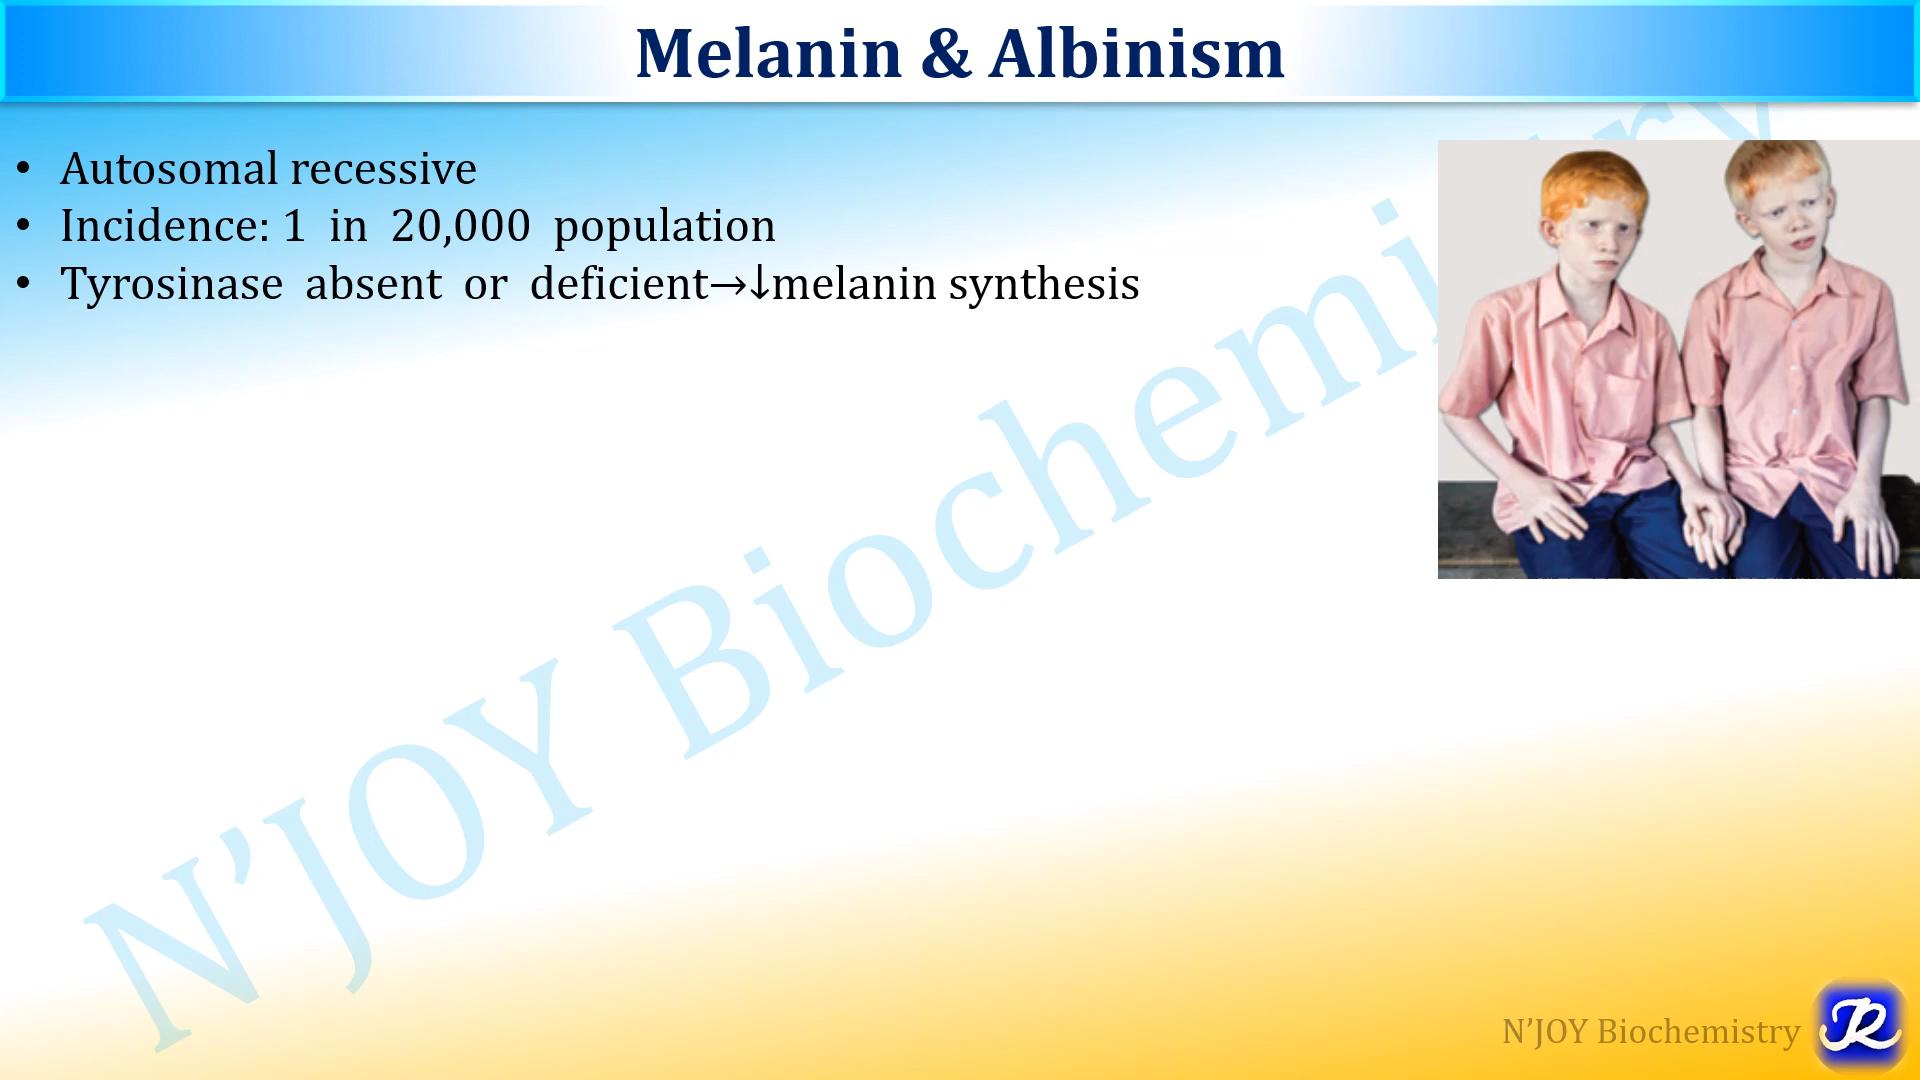 Melanin & Albinism
• Autosomal recessive
• Incidence: 1 in 20,000 population
• Tyrosinase absent or deficient→↓melanin synthesis
N’JOY Biochemistry
N’JOY Biochemistry
JR